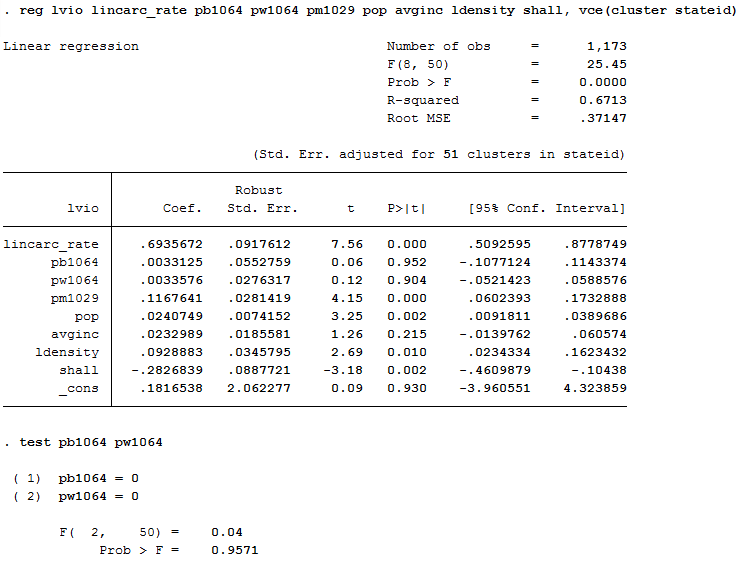 . reg lvio lincarc_rate pb1064 pw1064 pm1029 pop avginc ldensity shall, vce(cluster stateid)
Linear regression Number of obs = 1,173
F(8, 50) = 25.45
Prob > F = 0.0000
R-squared = 0.6713
Root MSE = .37147
(Std. Err. adjusted for 51 clusters in stateid)
Robust
lvio Coef. Std. Err. t P>|t| [95% Conf. Interval]
lincarc_rate .6935672 .0917612 7.56 0.000 .5092595 .8778749
pb1064 .0033125 .0552759 0.06 0.952 -.1077124 .1143374
pw1064 .0033576 .0276317 0.12 0.904 -.0521423 .0588576
pm1029 .1167641 .0281419 4.15 0.000 .0602393 .1732888
pop .0240749 .0074152 3.25 0.002 .0091811 .0389686
avginc .0232989 .0185581 1.26 0.215 -.0139762 .060574
ldensity .0928883 .0345795 2.69 0.010 .0234334 .1623432
shall -.2826839 .0887721 -3.18 0.002 -.4609879 -.10438
_cons .1816538 2.062277 0.09 0.930 -3.960551 4.323859
. test pb1064 pw1064
( 1) pb1064 = 0
( 2) pw1064 = 0
F( 2, 50) = 0.04
Prob > F = 0.9571